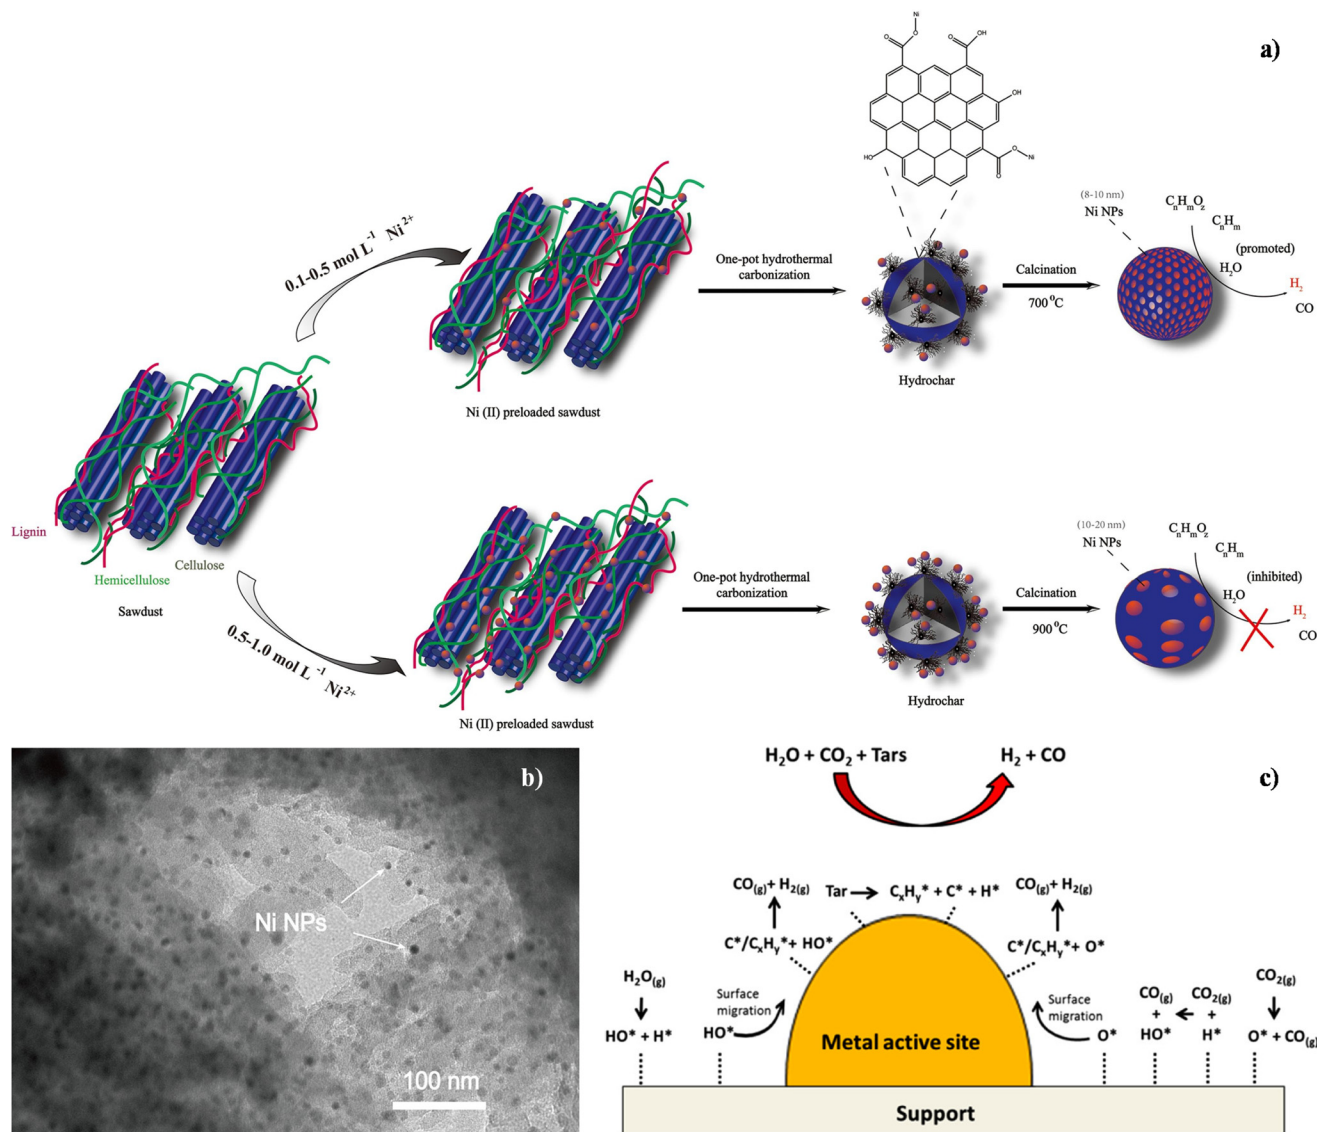 a)
Ni
O
O
O
OH
OH
HO
O
O
Ni
0.1-0.5 mol L⁻¹ Ni²⁺
One-pot hydrothermal
carbonization
Hydrochar
Calcination
700 °C
(8-10 nm)
Ni NPs
CₙHₘO_z
CₙHₘ
(promoted)
H₂O
H₂
CO
Ni (II) preloaded sawdust
Lignin
Hemicellulose
Cellulose
Sawdust
0.5-1.0 mol L⁻¹ Ni²⁺
Ni (II) preloaded sawdust
One-pot hydrothermal
carbonization
Hydrochar
Calcination
900 °C
(10-20 nm)
Ni NPs
CₙHₘO_z
CₙHₘ
(inhibited)
H₂O
H₂
CO
b)
Ni NPs
100 nm
c)
H₂O + CO₂ + Tars
H₂ + CO
CO(g) + H₂(g)
Tar
CₓHᵧ* + C* + H*
CO(g) + H₂(g)
C*/CₓHᵧ* + HO*
C*/CₓHᵧ* + O*
H₂O(g)
HO* + H*
Surface
migration
HO*
Metal active site
Surface
migration
O*
CO(g)
+
HO*
CO₂(g)
+
H*
CO₂(g)
O* + CO(g)
Support